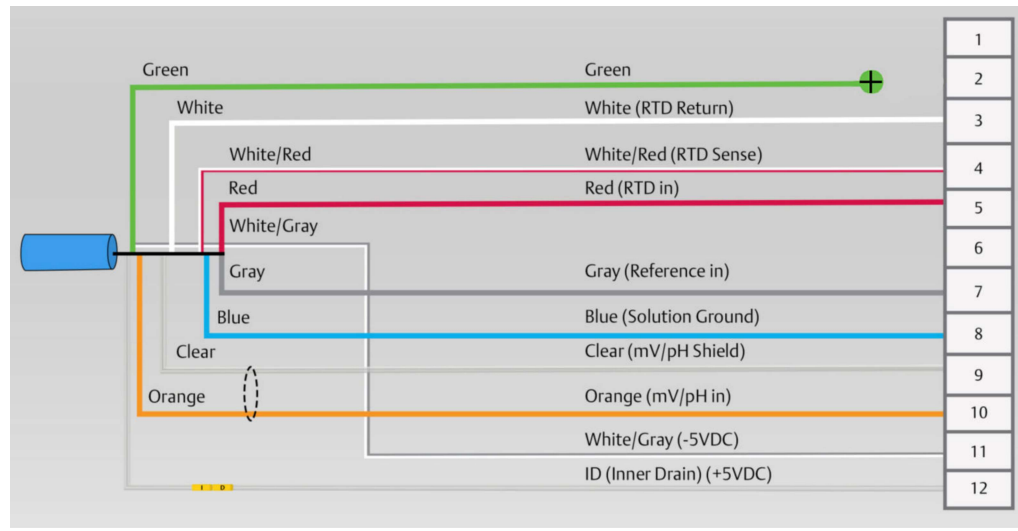 1
Green Green 2
White White (RTD Return) 3
White/Red White/Red (RTD Sense) 4
Red Red (RTD in) 5
White/Gray 6
Gray Gray (Reference in) 7
Blue Blue (Solution Ground) 8
Clear Clear (mV/pH Shield) 9
Orange Orange (mV/pH in) 10
White/Gray (-5VDC) 11
ID (Inner Drain) (+5VDC) 12